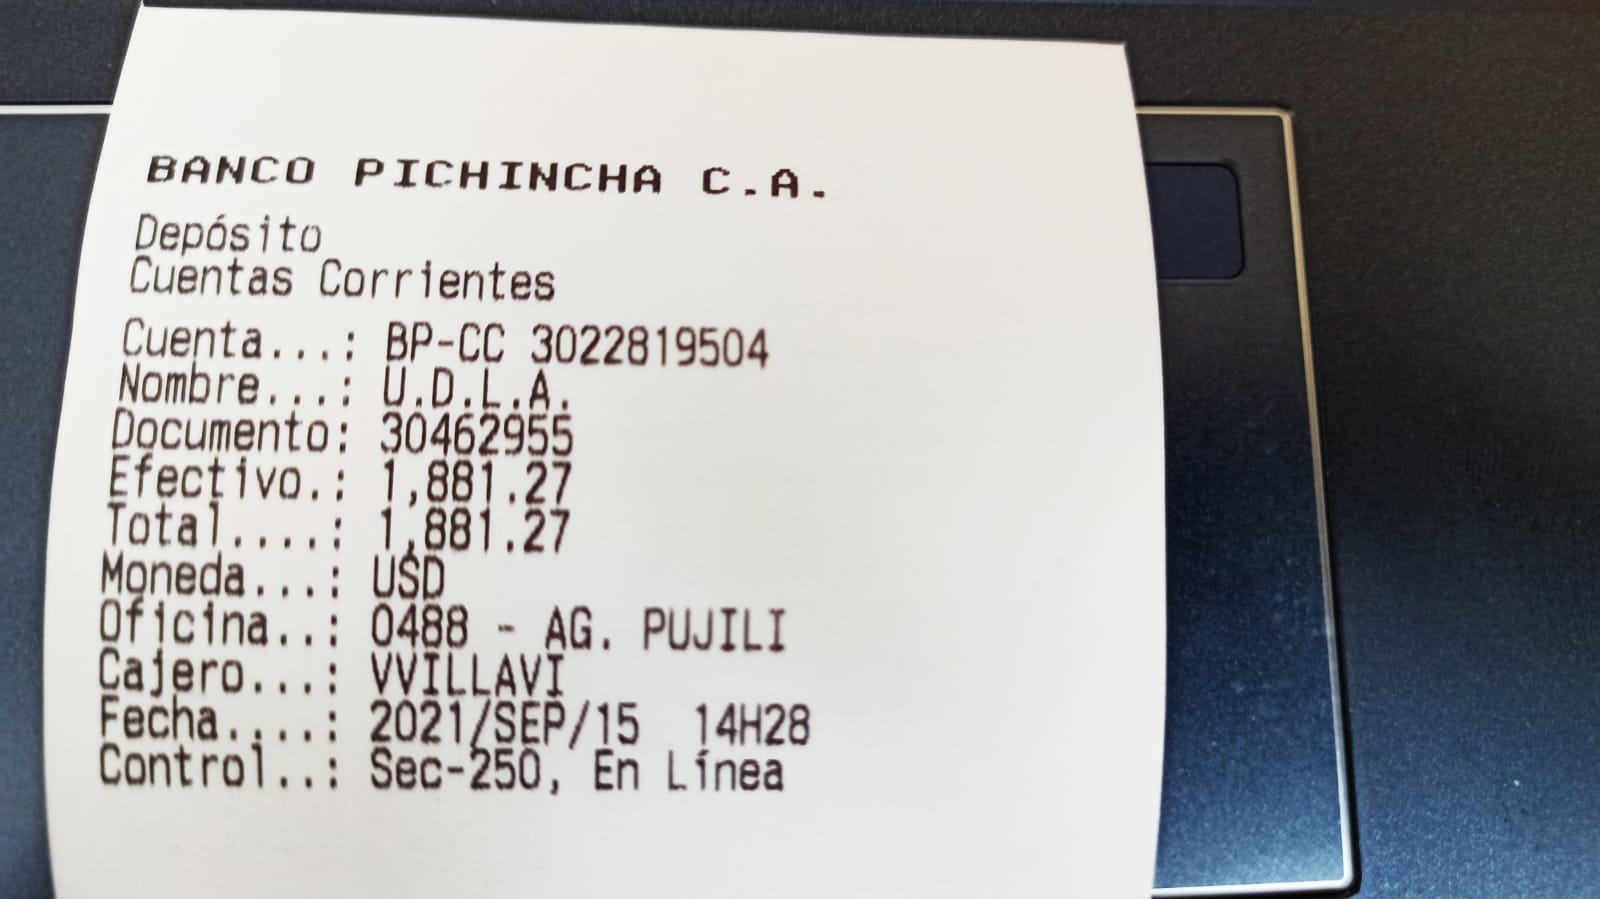 BANCO PICHINCHA C.A.
Depósito
Cuentas Corrientes
Cuenta...: BP-CC 3022819504
Nombre...: U.D.L.A.
Documento: 30462955
Efectivo.: 1,881.27
Total....: 1,881.27
Moneda...: USD
Oficina..: 0488 - AG. PUJILI
Cajero...: VVILLAVI
Fecha....: 2021/SEP/15 14H28
Control..: Sec-250, En Línea